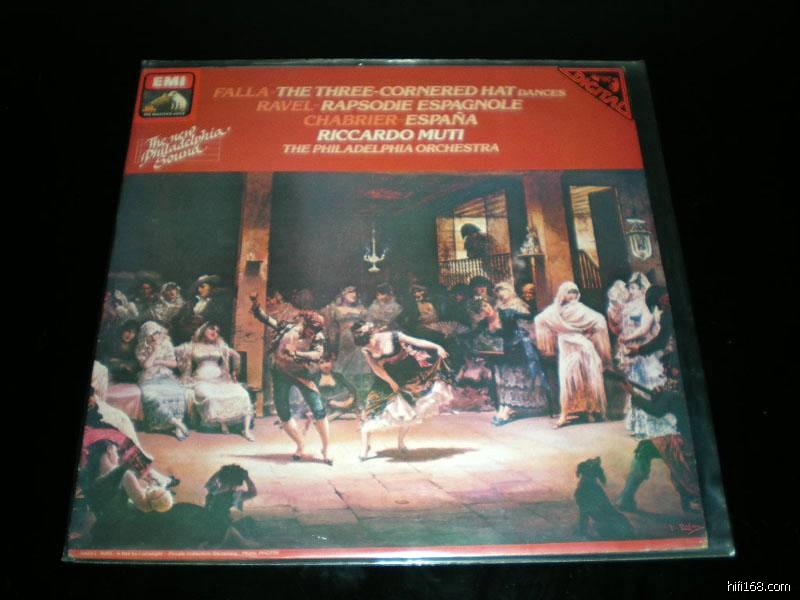 EMI
FALLA-THE THREE-CORNERED HAT DANCES
RAVEL-RAPSODIE ESPAGNOLE
CHABRIER-ESPAÑA
RICCARDO MUTI
THE PHILADELPHIA ORCHESTRA
The new
Philadelphia
Sound
DIGITAL
hifi168.com